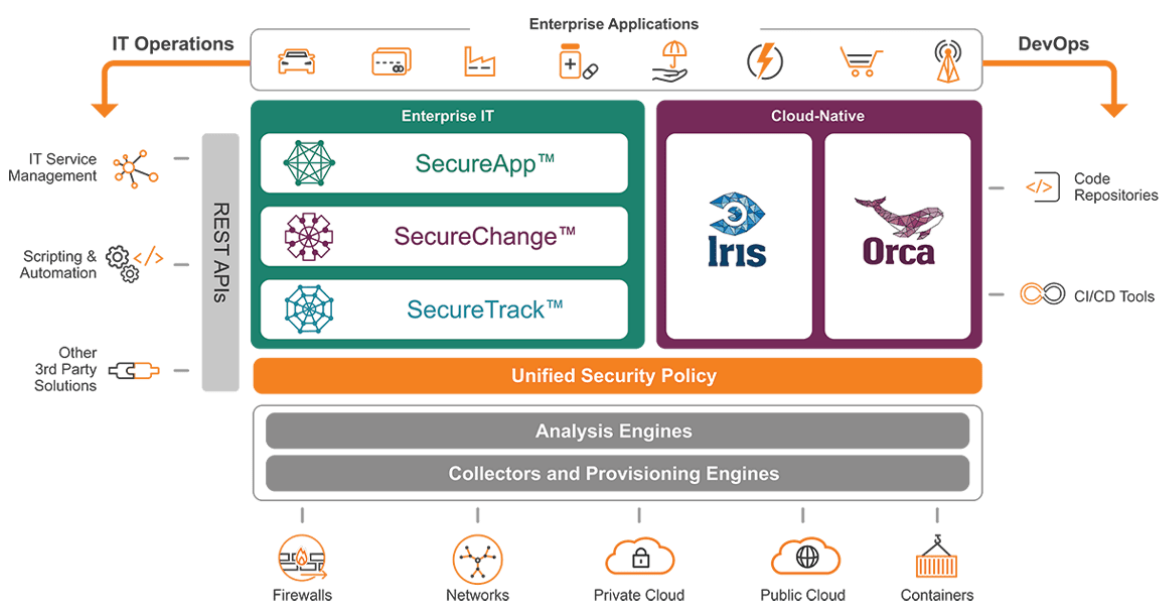 Enterprise Applications
IT Operations
DevOps
IT Service
Management
Scripting &
Automation
</>
Other
3rd Party
Solutions
REST APIs
Enterprise IT
SecureApp™
SecureChange™
SecureTrack™
Cloud-Native
Iris
Orca
</>
Code
Repositories
CI/CD Tools
Unified Security Policy
Analysis Engines
Collectors and Provisioning Engines
Firewalls
Networks
Private Cloud
Public Cloud
Containers